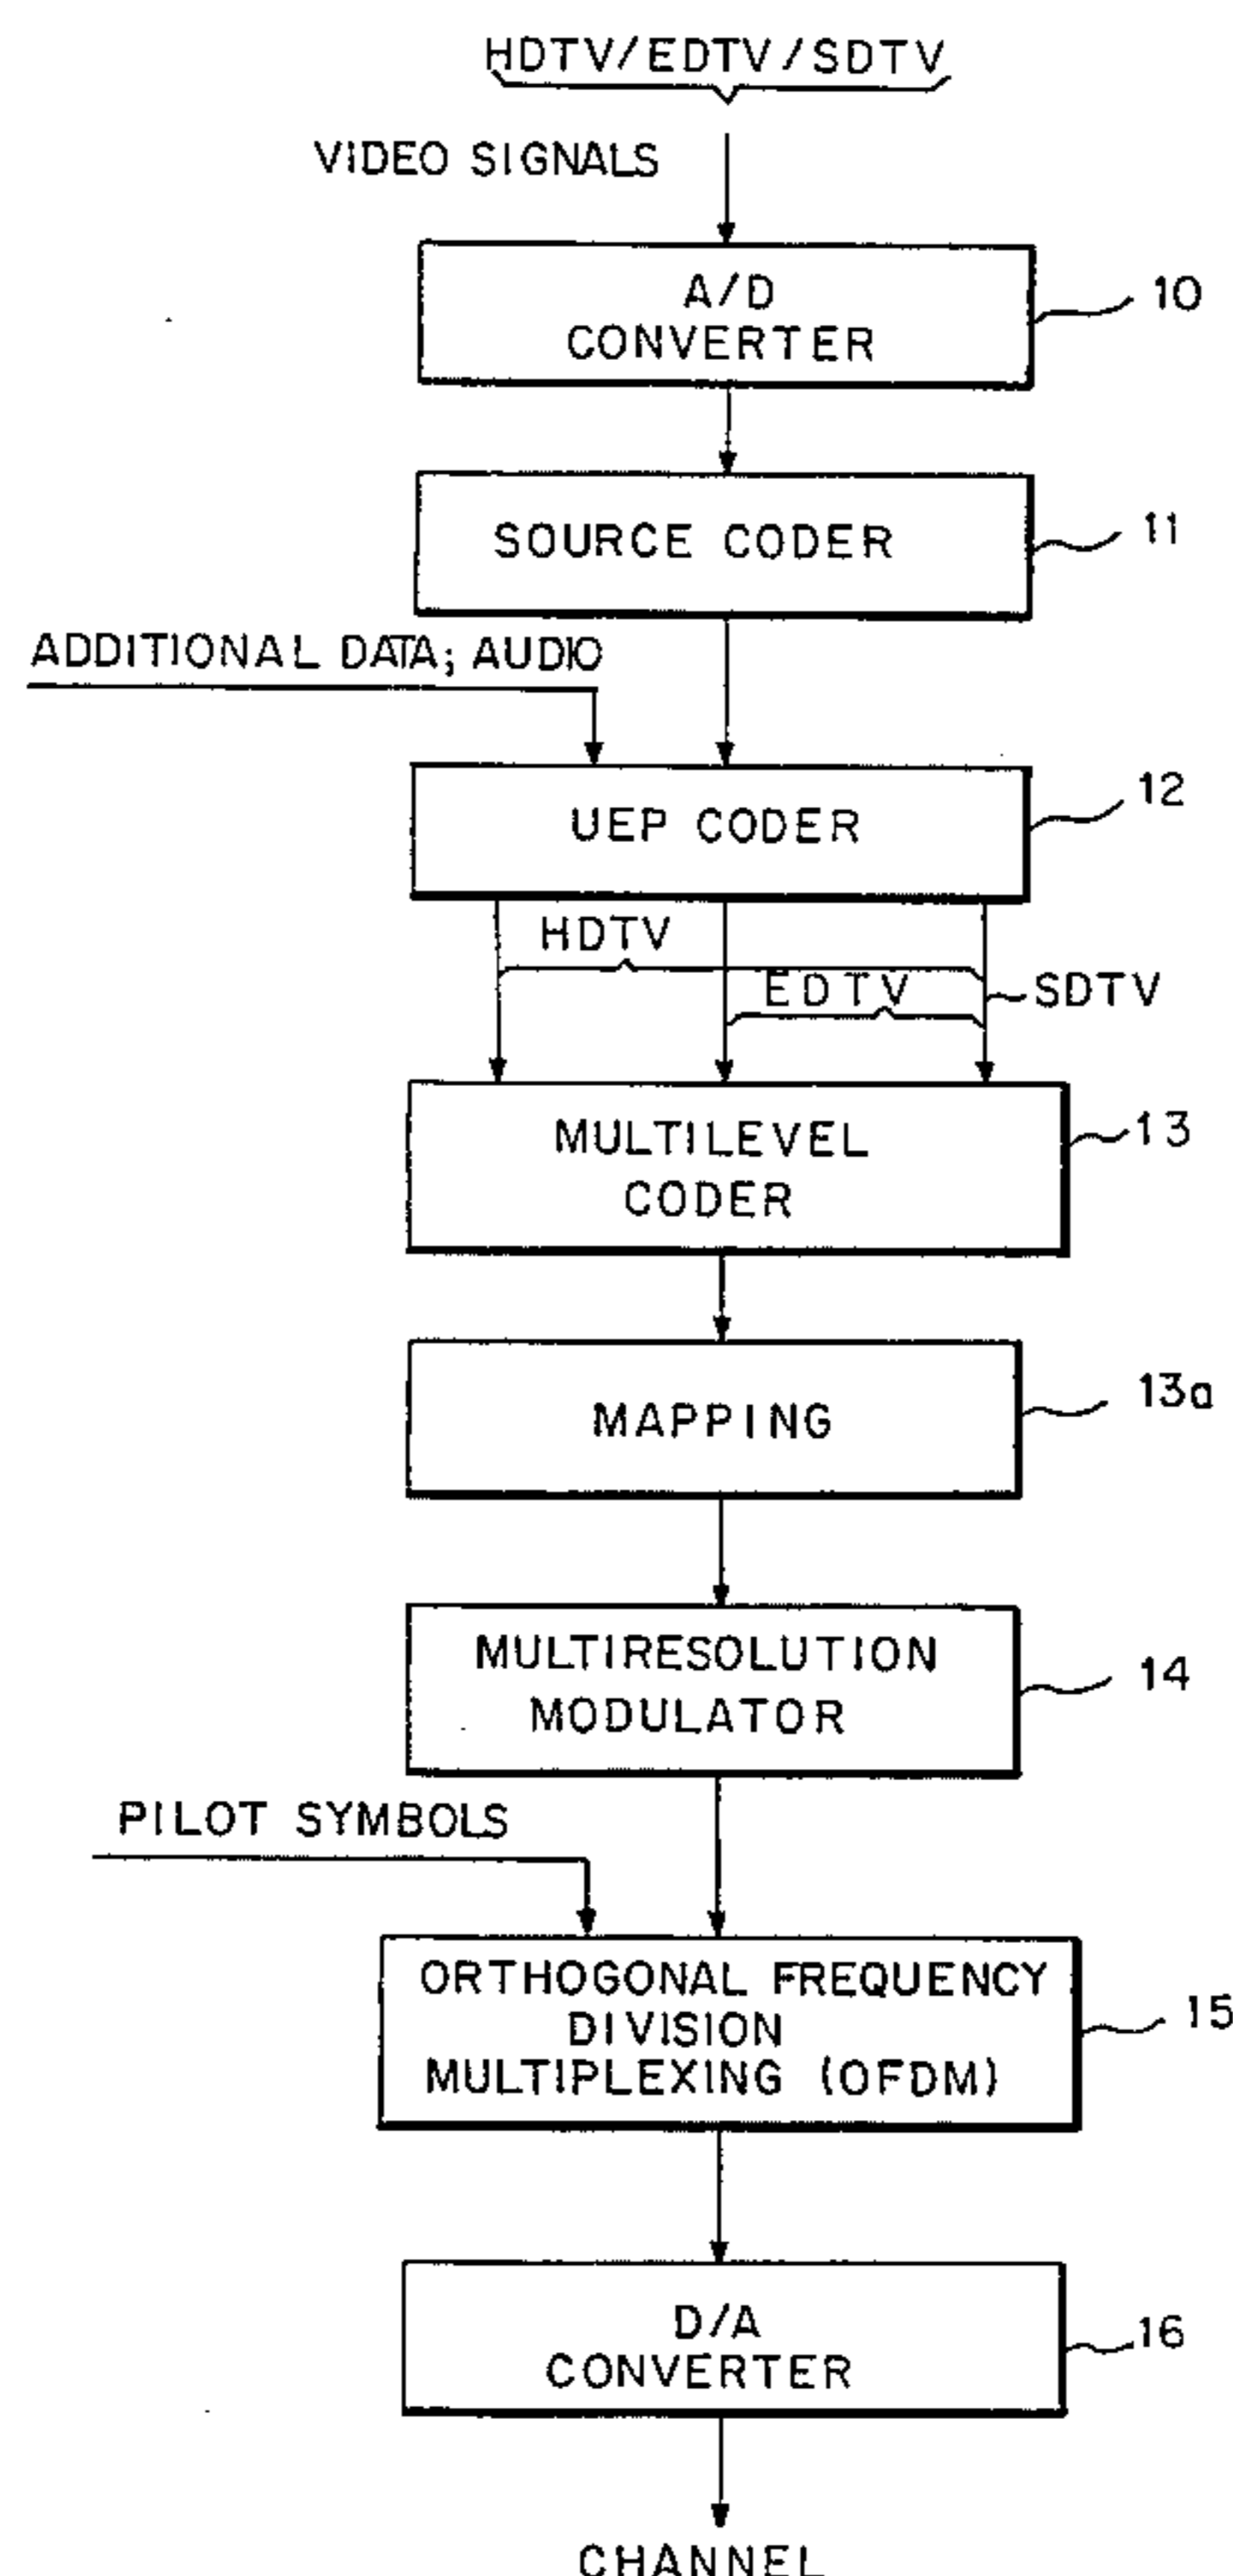 HDTV/EDTV/SDTV
VIDEO SIGNALS
A/D
CONVERTER
10
SOURCE CODER
11
ADDITIONAL DATA; AUDIO
UEP CODER
12
HDTV
EDTV
SDTV
MULTILEVEL
CODER
13
MAPPING
13a
MULTIRESOLUTION
MODULATOR
14
PILOT SYMBOLS
ORTHOGONAL FREQUENCY
DIVISION
MULTIPLEXING (OFDM)
15
D/A
CONVERTER
16
CHANNEL